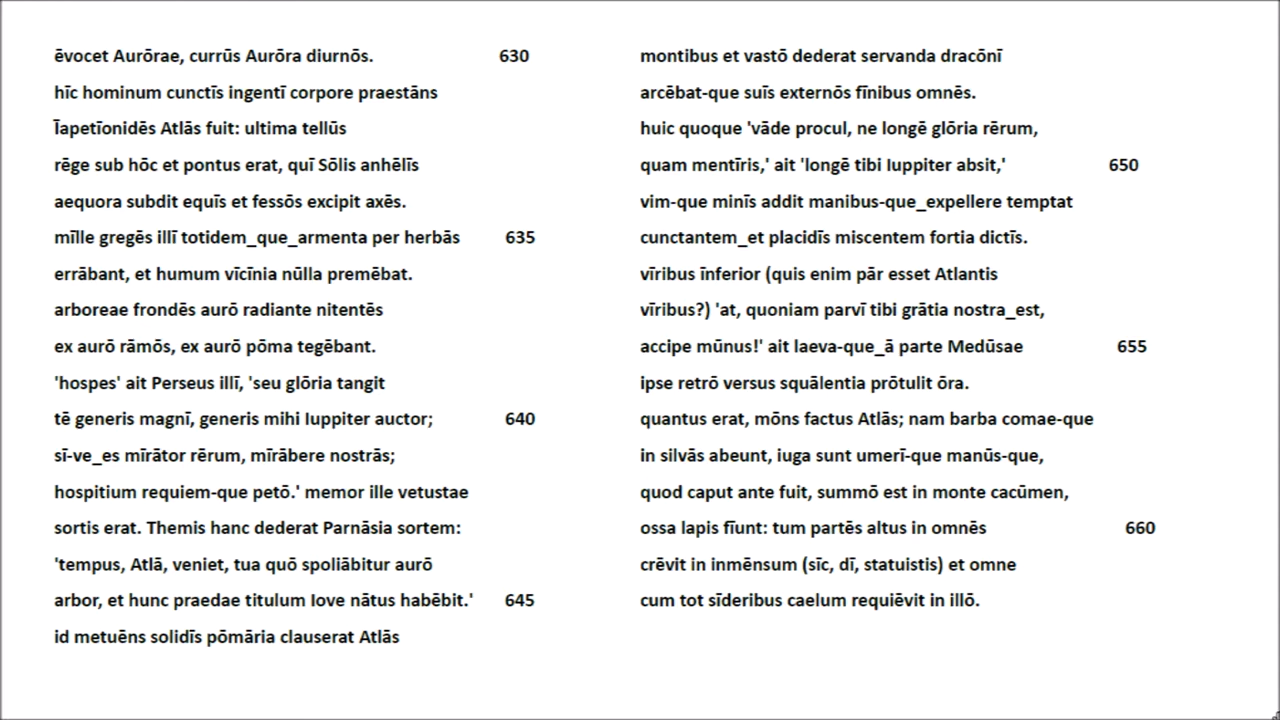 ēvocet Aurōrae, currūs Aurōra diurnōs. 630
hīc hominum cunctīs ingentī corpore praestāns
Īapetīonidēs Atlās fuit: ultima tellūs
rēge sub hōc et pontus erat, quī Sōlis anhēlīs
aequora subdit equīs et fessōs excipit axēs.
mīlle gregēs illī totidem_que_armenta per herbās 635
errābant, et humum vīcīnia nūlla premēbat.
arboreae frondēs aurō radiante nitentēs
ex aurō rāmōs, ex aurō pōma tegēbant.
'hospes' ait Perseus illī, 'seu glōria tangit
tē generis magnī, generis mihi Iuppiter auctor; 640
sī-ve_es mīrātor rērum, mīrābere nostrās;
hospitium requiem-que petō.' memor ille vetustae
sortis erat. Themis hanc dederat Parnāsia sortem:
'tempus, Atlā, veniet, tua quō spoliābitur aurō
arbor, et hunc praedae titulum Iove nātus habēbit.' 645
id metuēns solidīs pōmāria clauserat Atlās
montibus et vastō dederat servanda dracōnī
arcēbat-que suīs externōs fīnibus omnēs.
huic quoque 'vāde procul, ne longē glōria rērum,
quam mentīris,' ait 'longē tibi Iuppiter absit,' 650
vim-que minīs addit manibus-que_expellere temptat
cunctantem_et placidīs miscentem fortia dictīs.
vīribus īnferior (quis enim pār esset Atlantis
vīribus?) 'at, quoniam parvī tibi grātia nostra_est,
accipe mūnus!' ait laeva-que_ā parte Medūsae 655
ipse retrō versus squālentia prōtulit ōra.
quantus erat, mōns factus Atlās; nam barba comae-que
in silvās abeunt, iuga sunt umerī-que manūs-que,
quod caput ante fuit, summō est in monte cacūmen,
ossa lapis fīunt: tum partēs altus in omnēs 660
crēvit in inmēnsum (sīc, dī, statuistis) et omne
cum tot sīderibus caelum requiēvit in illō.